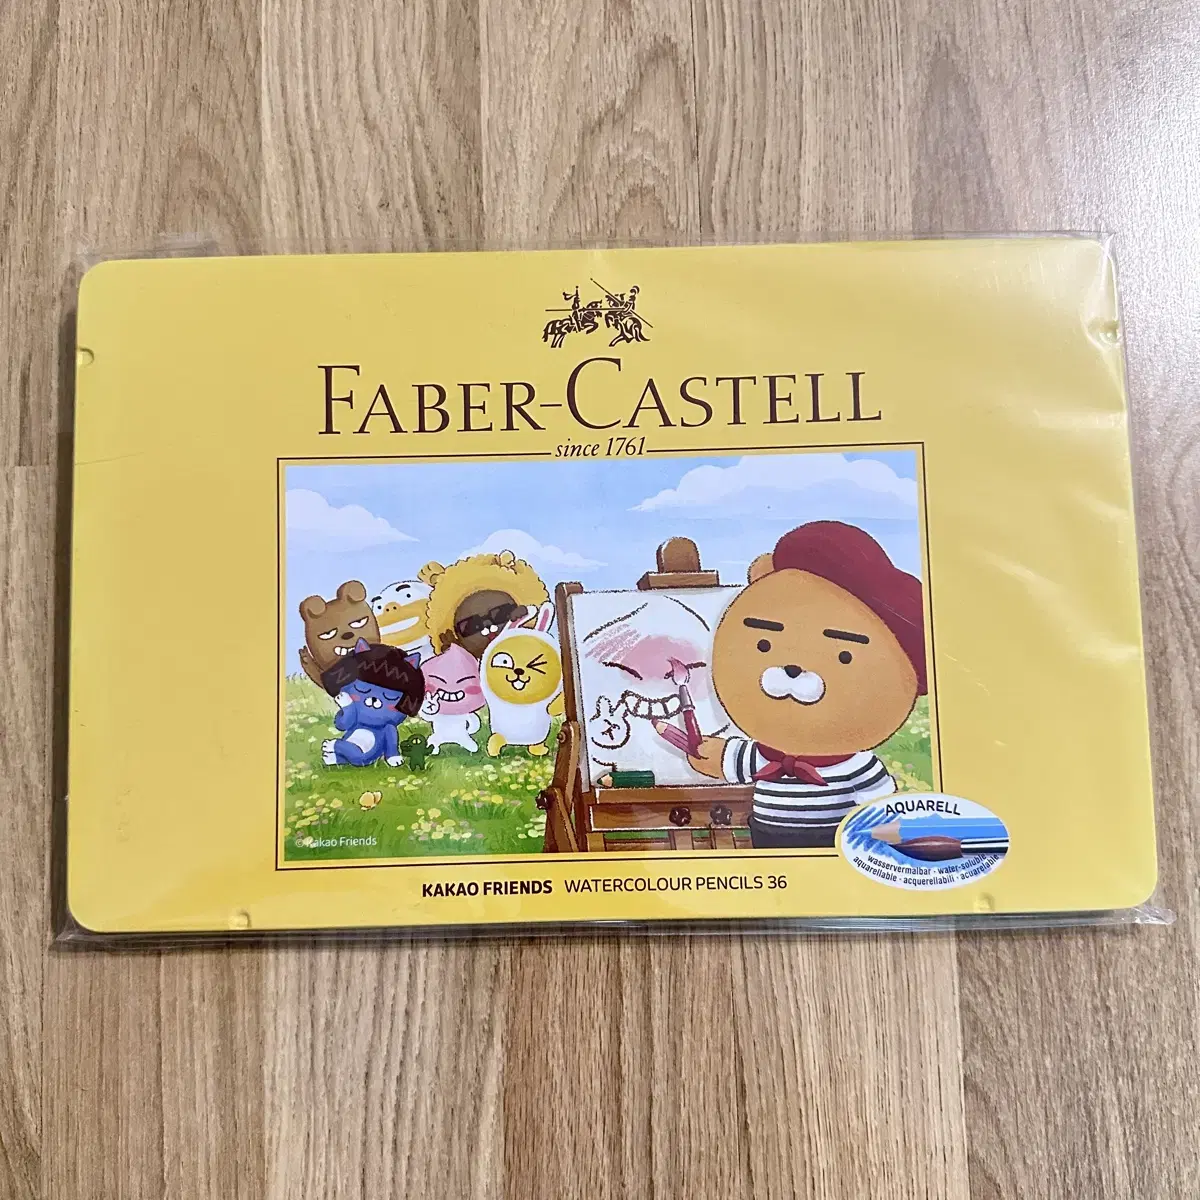 FABER-CASTELL
since 1761
© Kakao Friends
AQUARELL
wasservermalbar · water-soluble
aquarellable · acquerellabili · acuarelable
KAKAO FRIENDS WATERCOLOUR PENCILS 36